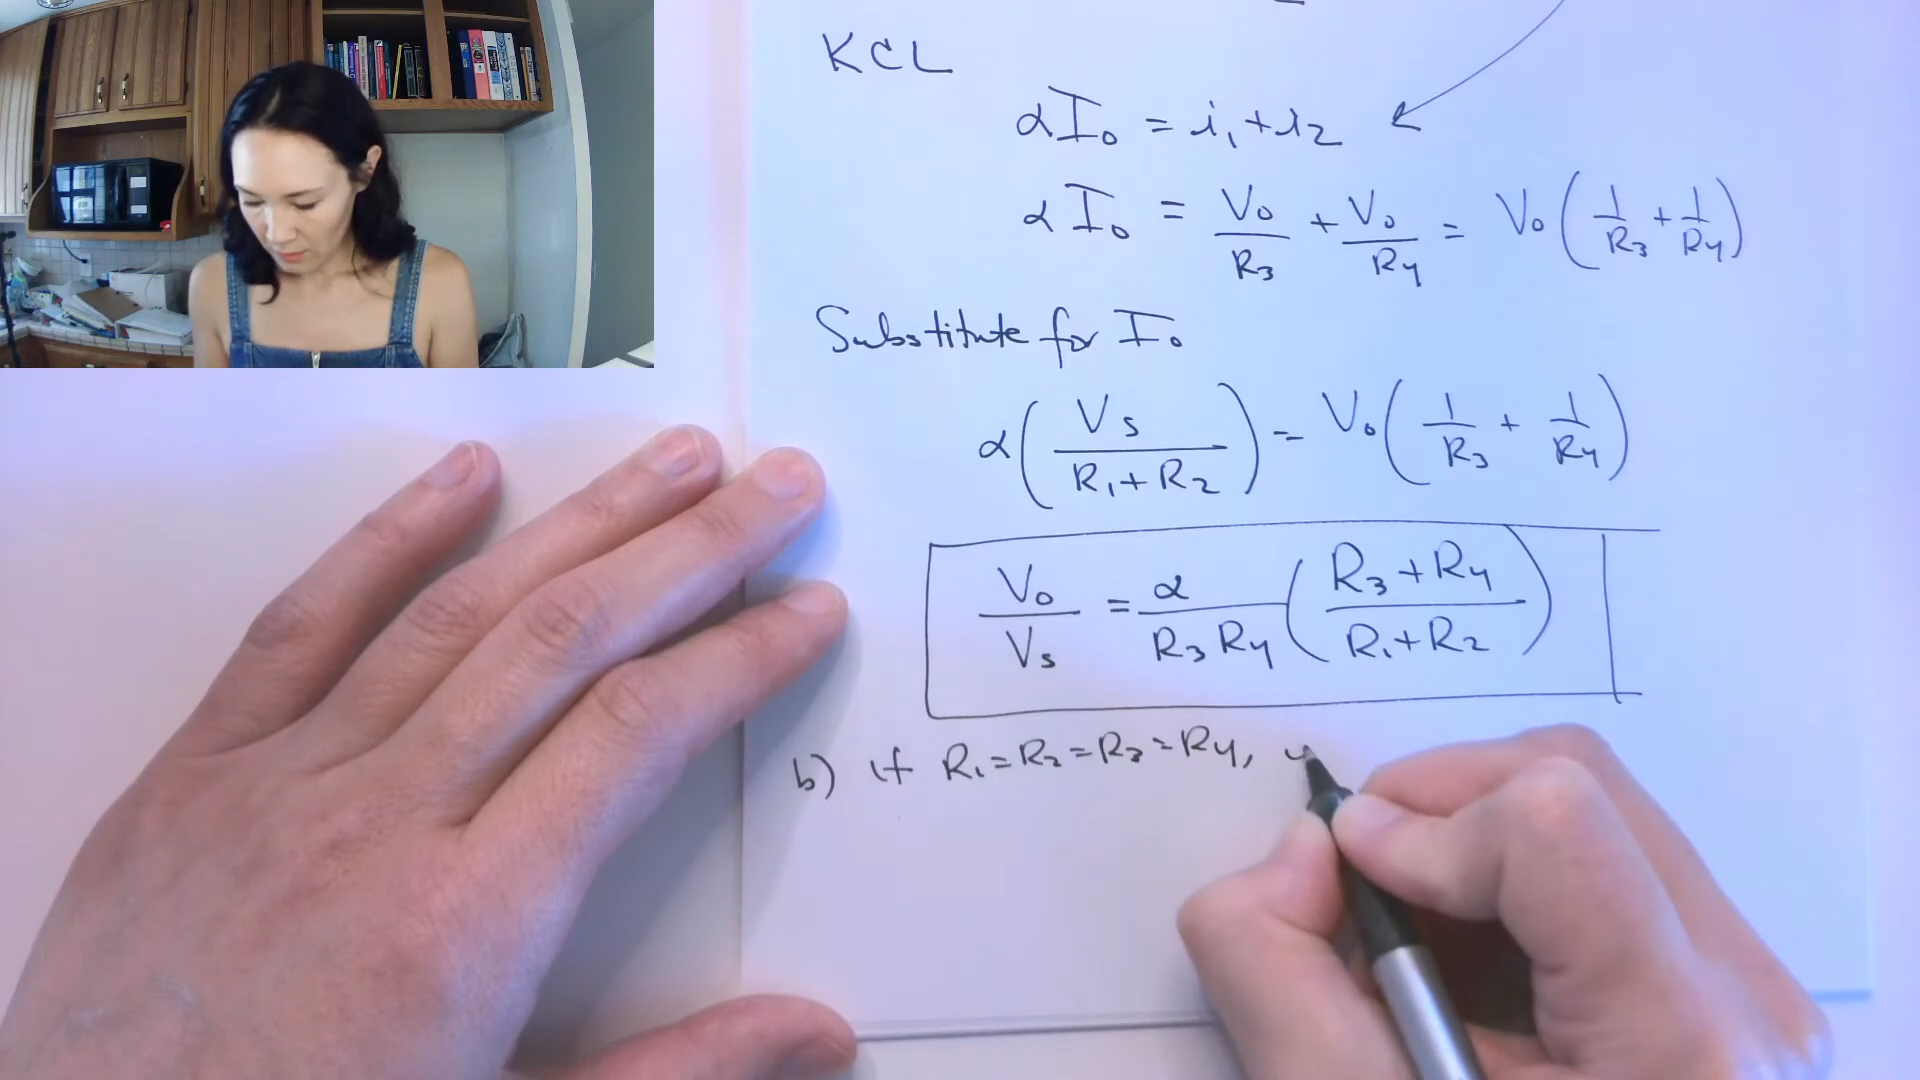 KCL
αI₀ = i₁+i₂
αI₀ = V₀/R₃ + V₀/R₄ = V₀(1/R₃ + 1/R₄)
Substitute for I₀
α(Vs/(R₁+R₂)) = V₀(1/R₃ + 1/R₄)
V₀/Vs = α/(R₃R₄) ((R₃+R₄)/(R₁+R₂))
b) if R₁=R₂=R₃=R₄,